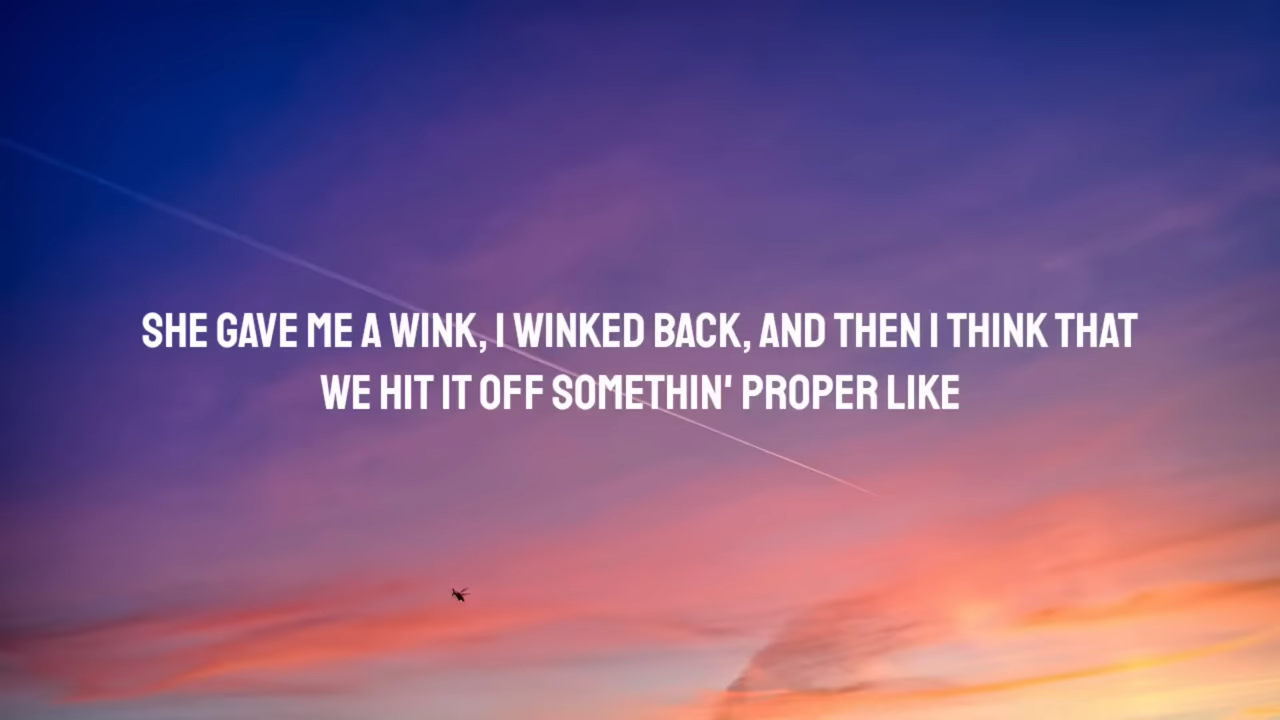 SHE GAVE ME A WINK, I WINKED BACK, AND THEN I THINK THAT
WE HIT IT OFF SOMETHIN' PROPER LIKE